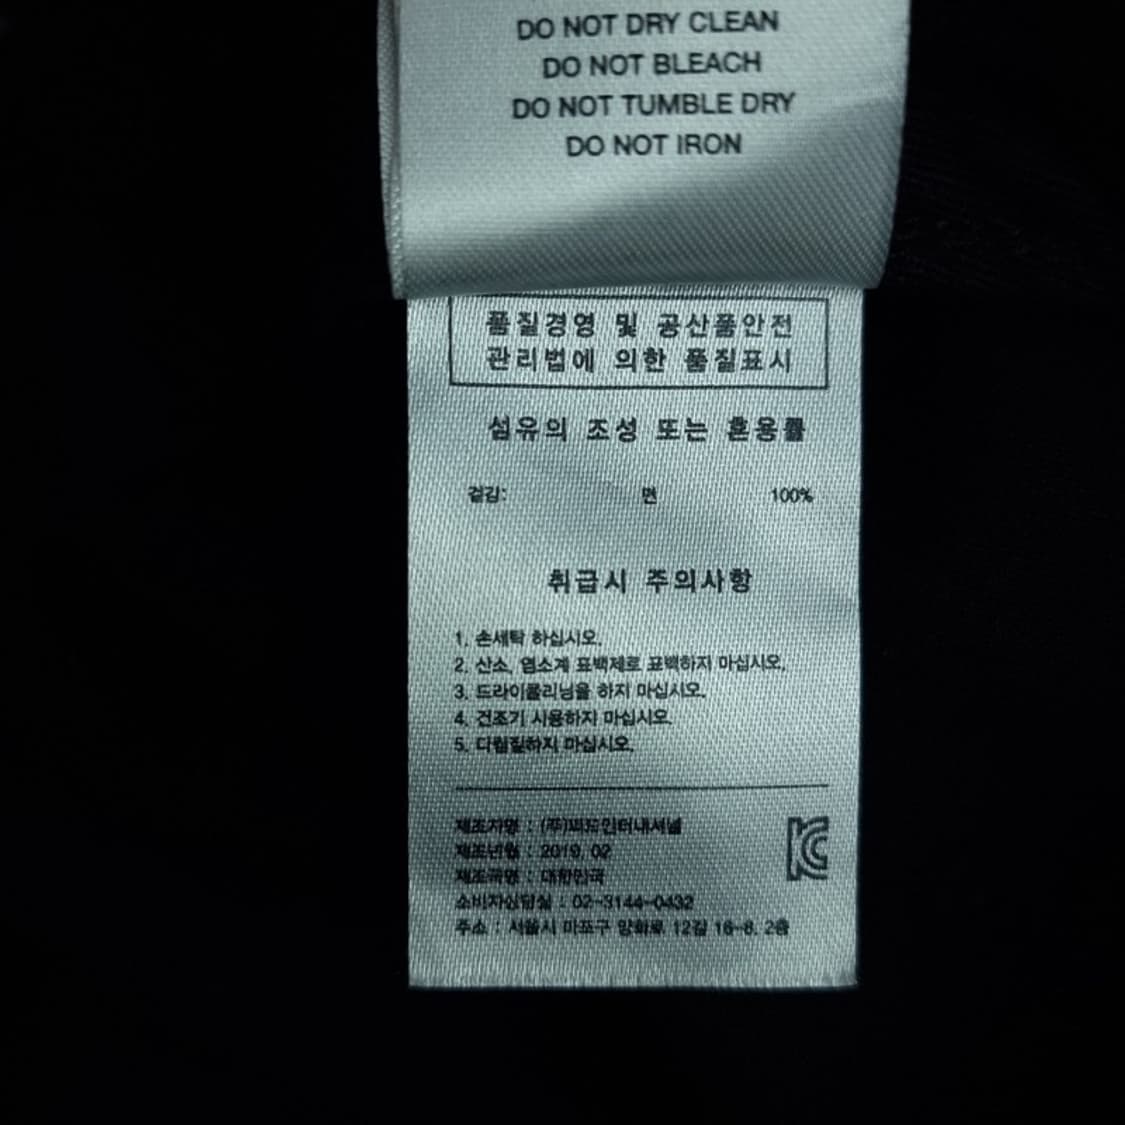 DO NOT DRY CLEAN
DO NOT BLEACH
DO NOT TUMBLE DRY
DO NOT IRON
품질경영 및 공산품안전
관리법에 의한 품질표시
섬유의 조성 또는 혼용률
겉감: 면 100%
취급시 주의사항
1. 손세탁 하십시오.
2. 산소, 염소계 표백제로 표백하지 마십시오.
3. 드라이클리닝을 하지 마십시오.
4. 건조기 사용하지 마십시오.
5. 다림질하지 마십시오.
제조자명 : (주)피드인터내셔널
제조년월 : 2019. 02
제조국명 : 대한민국
소비자상담실 : 02-3144-0432
주소 : 서울시 마포구 양화로 12길 16-8, 2층
KC